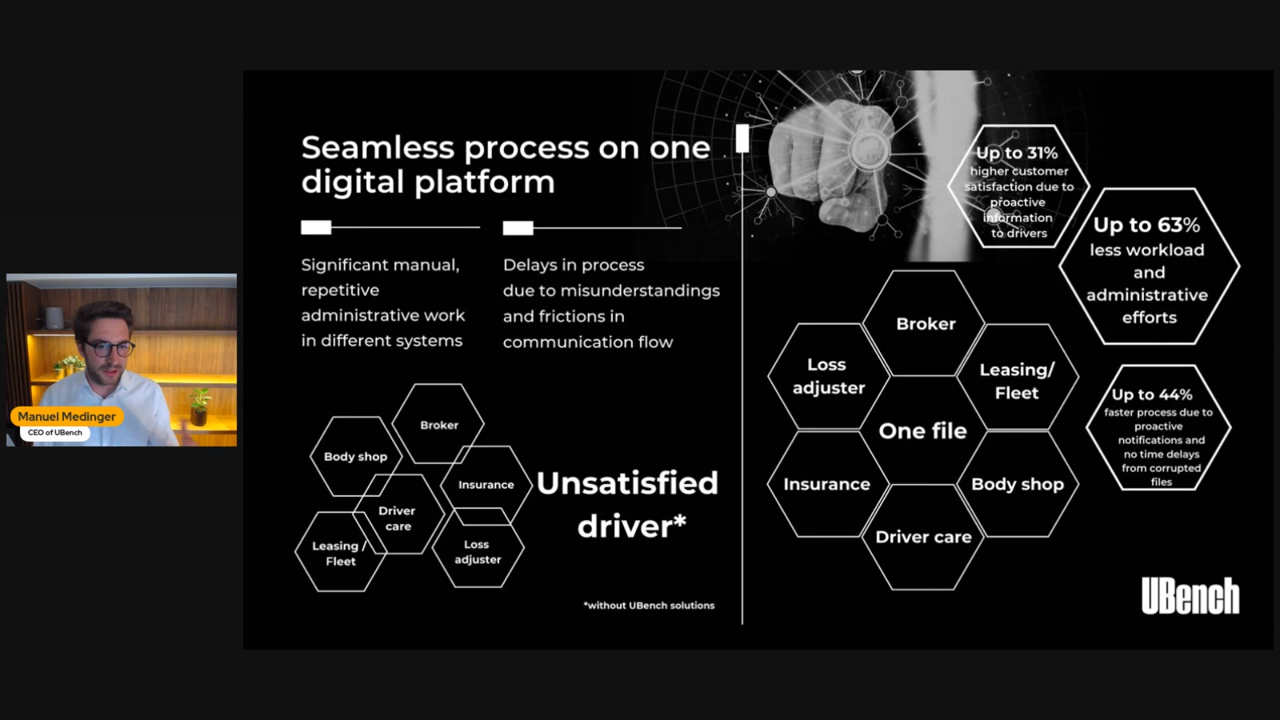 Seamless process on one
digital platform
Significant manual,
repetitive
administrative work
in different systems
Delays in process
due to misunderstandings
and frictions in
communication flow
Broker
Body shop
Insurance
Driver
care
Leasing /
Fleet
Loss
adjuster
Unsatisfied
driver*
*without UBench solutions
Up to 31%
higher customer
satisfaction due to
proactive
information
to drivers
Up to 63%
less workload
and
administrative
efforts
Up to 44%
faster process due to
proactive
notifications and
no time delays
from corrupted
files
Broker
Loss
adjuster
Leasing/
Fleet
One file
Insurance
Body shop
Driver care
UBench
Manuel Medinger
CEO of UBench